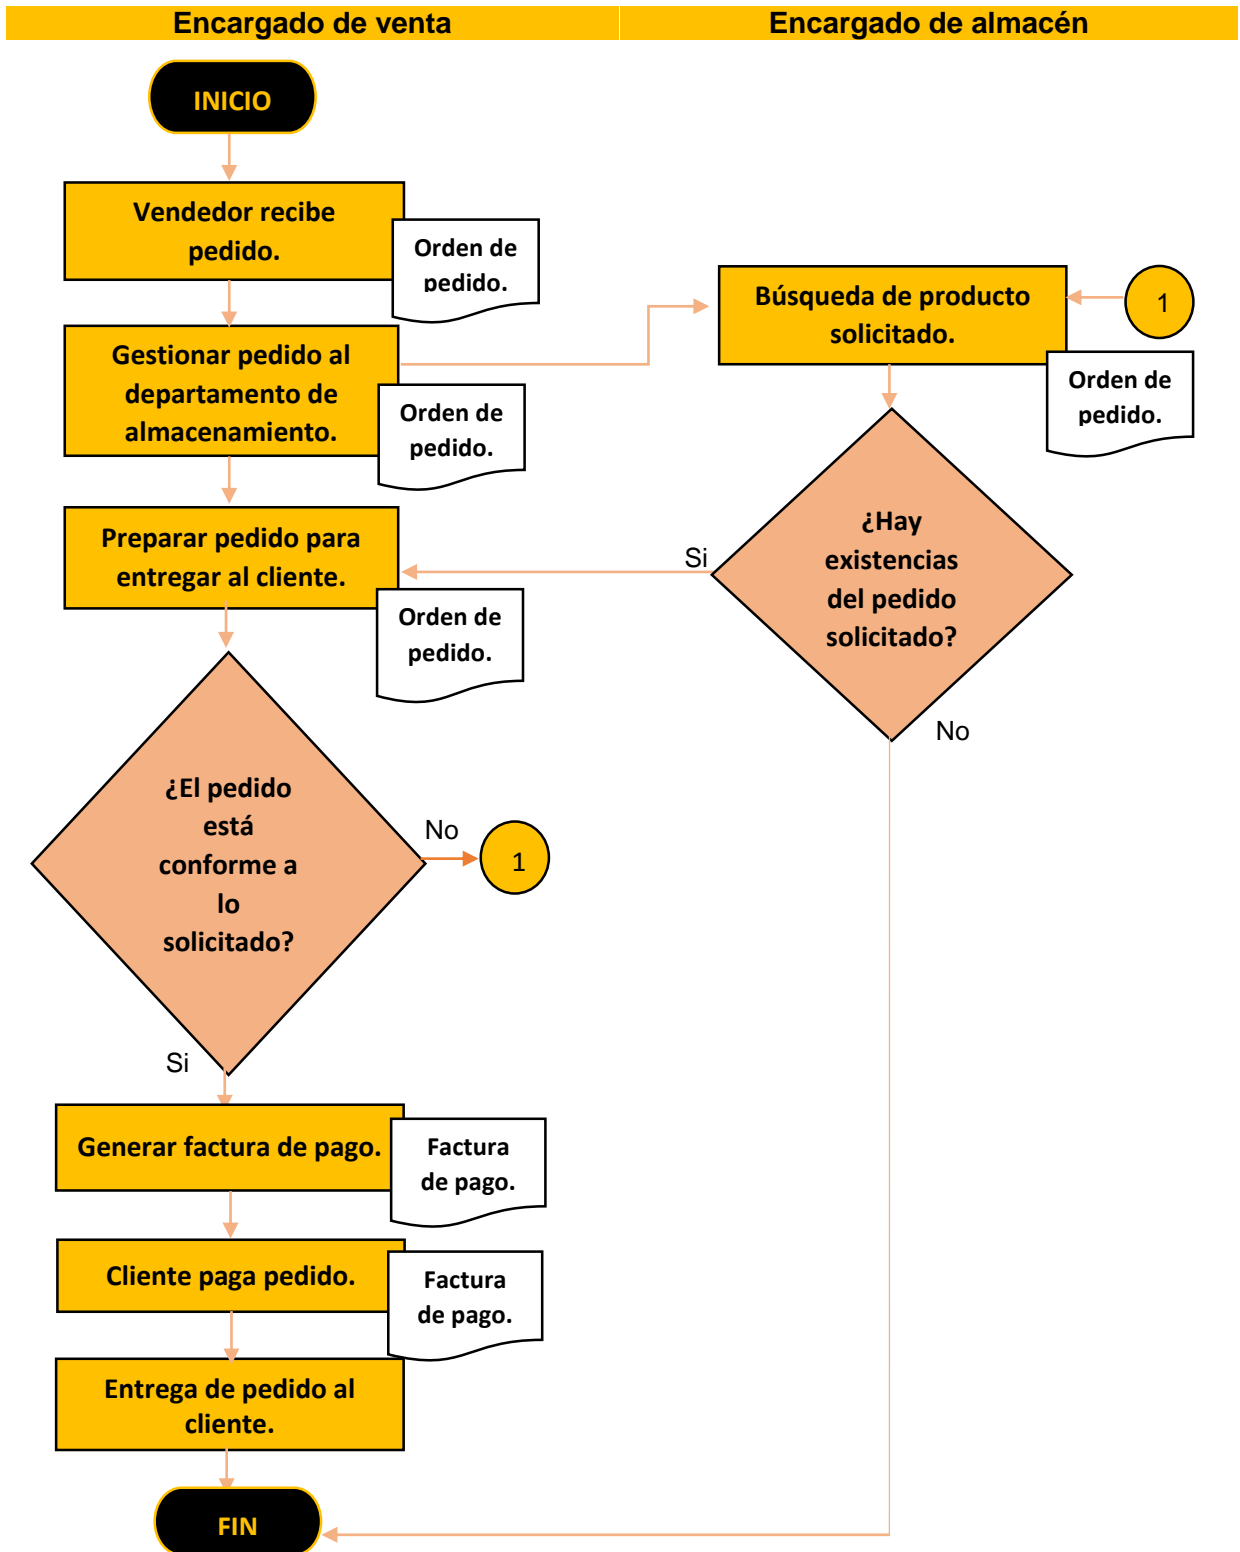 Encargado de venta
Encargado de almacén
INICIO
Vendedor recibe
pedido.
Orden de
pedido.
Gestionar pedido al
departamento de
almacenamiento.
Orden de
pedido.
Búsqueda de producto
solicitado.
1
Orden de
pedido.
Preparar pedido para
entregar al cliente.
Orden de
pedido.
Si
¿Hay
existencias
del pedido
solicitado?
No
¿El pedido
está
conforme a
lo
solicitado?
No
1
Si
Generar factura de pago.
Factura
de pago.
Cliente paga pedido.
Factura
de pago.
Entrega de pedido al
cliente.
FIN